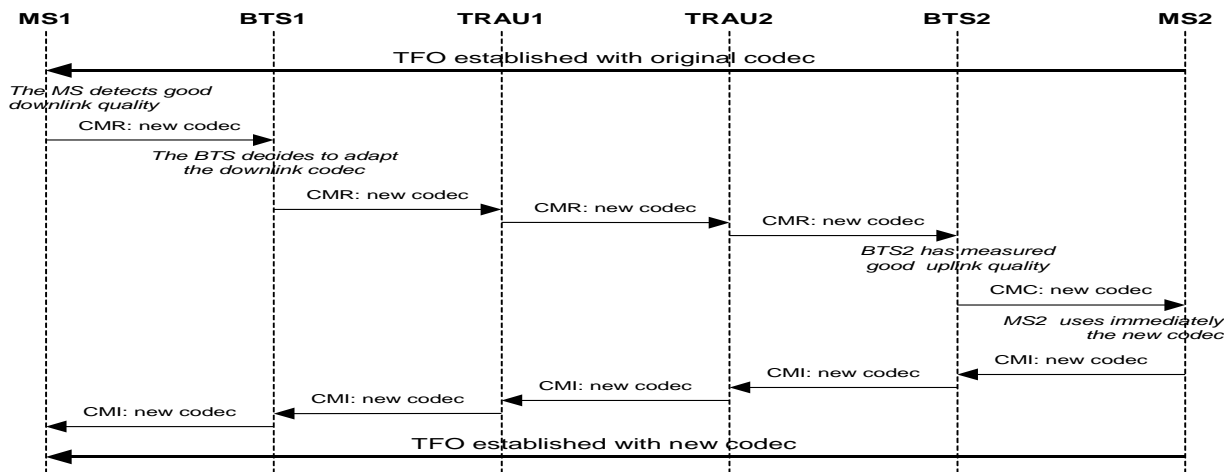 MS1 BTS1 TRAU1 TRAU2 BTS2 MS2
TFO established with original codec
The MS detects good
downlink quality
CMR: new codec
The BTS decides to adapt
the downlink codec
CMR: new codec
CMR: new codec
CMR: new codec
BTS2 has measured
good uplink quality
CMC: new codec
MS2 uses immediately
the new codec
CMI: new codec
CMI: new codec
CMI: new codec
CMI: new codec
CMI: new codec
TFO established with new codec